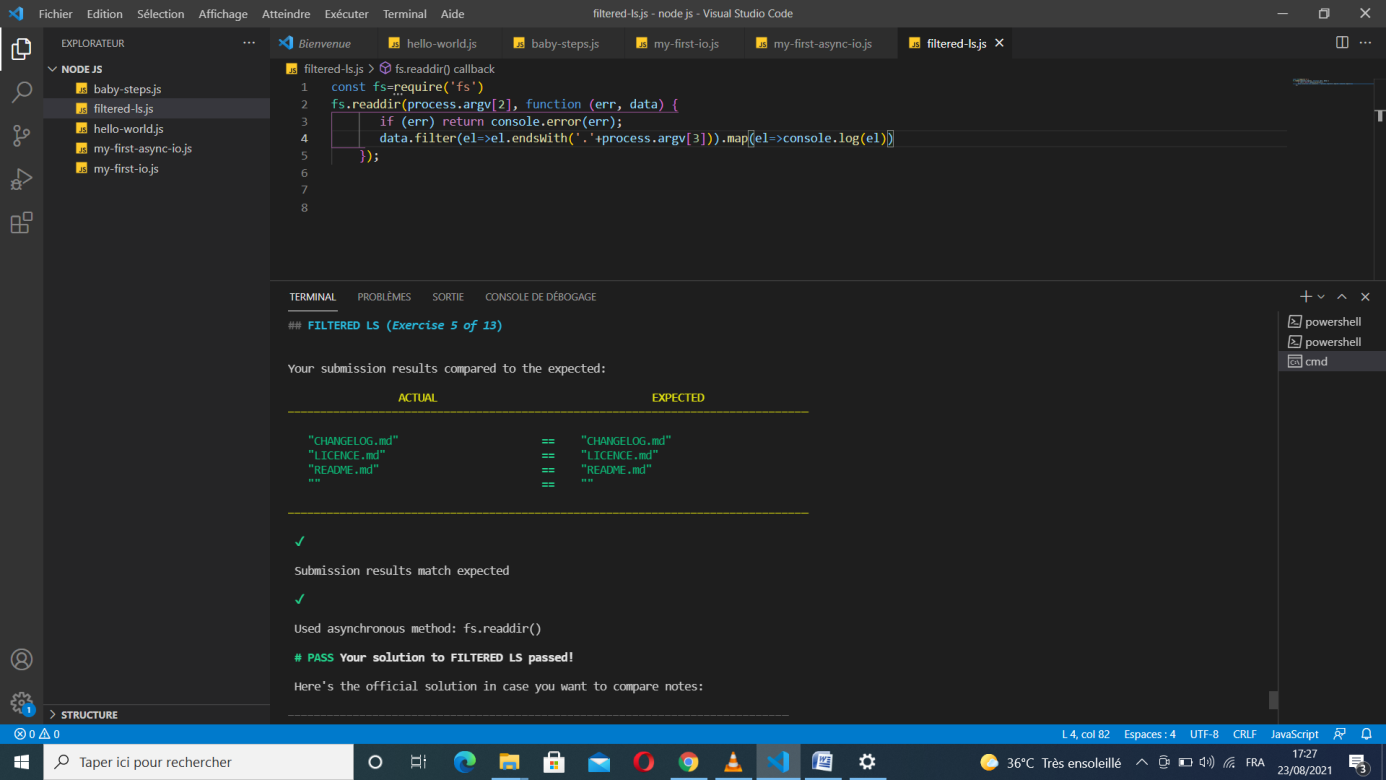 Fichier Edition Sélection Affichage Atteindre Exécuter Terminal Aide filtered-ls.js - node js - Visual Studio Code
EXPLORATEUR
Bienvenue hello-world.js baby-steps.js my-first-io.js my-first-async-io.js filtered-ls.js
NODE JS
baby-steps.js
filtered-ls.js
hello-world.js
my-first-async-io.js
my-first-io.js
filtered-ls.js > fs.readdir() callback
1 const fs=require('fs')
2 fs.readdir(process.argv[2], function (err, data) {
3 if (err) return console.error(err);
4 data.filter(el=>el.endsWith('.'+process.argv[3])).map(el=>console.log(el))
5 });
6
7
8
TERMINAL PROBLÈMES SORTIE CONSOLE DE DÉBOGAGE
powershell
powershell
cmd
## FILTERED LS (Exercise 5 of 13)
Your submission results compared to the expected:
ACTUAL EXPECTED
"CHANGELOG.md" == "CHANGELOG.md"
"LICENCE.md" == "LICENCE.md"
"README.md" == "README.md"
"" == ""
✓
Submission results match expected
✓
Used asynchronous method: fs.readdir()
# PASS Your solution to FILTERED LS passed!
Here's the official solution in case you want to compare notes:
STRUCTURE
1
0 0 L 4, col 82 Espaces : 4 UTF-8 CRLF JavaScript
Taper ici pour rechercher
36°C Très ensoleillé FRA 17:27
23/08/2021 3